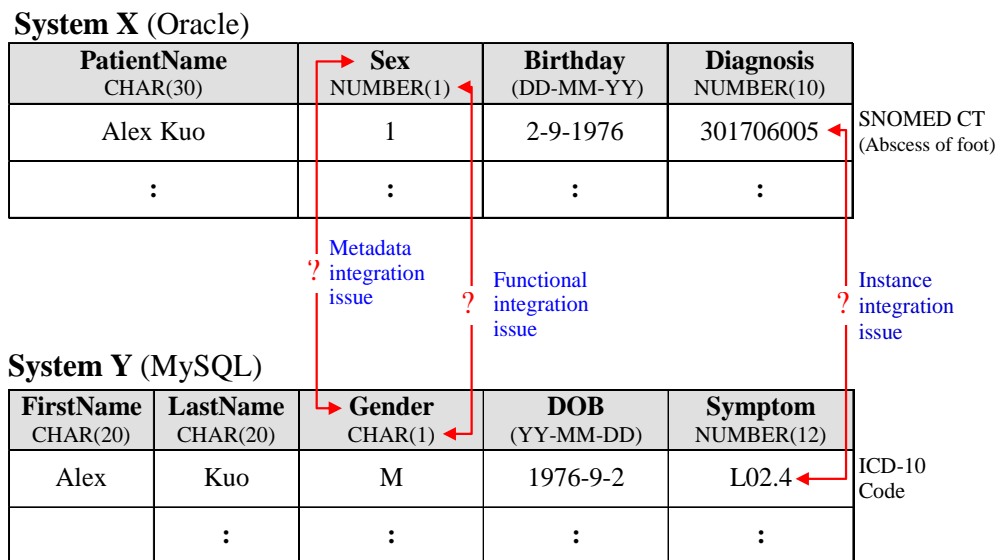 System X (Oracle)
PatientName Sex Birthday Diagnosis
CHAR(30) NUMBER(1) (DD-MM-YY) NUMBER(10)
Alex Kuo 1 2-9-1976 301706005
SNOMED CT
(Abscess of foot)
: : : :
? Metadata
integration
issue
? Functional
integration
issue
? Instance
integration
issue
System Y (MySQL)
FirstName LastName Gender DOB Symptom
CHAR(20) CHAR(20) CHAR(1) (YY-MM-DD) NUMBER(12)
Alex Kuo M 1976-9-2 L02.4
ICD-10
Code
: : : :